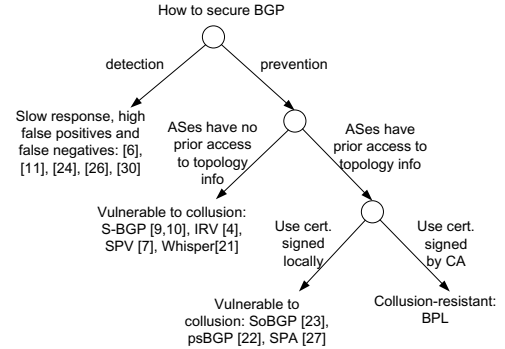 How to secure BGP
detection
prevention
Slow response, high
false positives and
false negatives: [6],
[11], [24], [26], [30]
ASes have no
prior access
to topology
info
ASes have
prior access to
topology info
Vulnerable to collusion:
S-BGP [9,10], IRV [4],
SPV [7], Whisper[21]
Use cert.
signed
locally
Use cert.
signed
by CA
Vulnerable to
collusion: SoBGP [23],
psBGP [22], SPA [27]
Collusion-resistant:
BPL